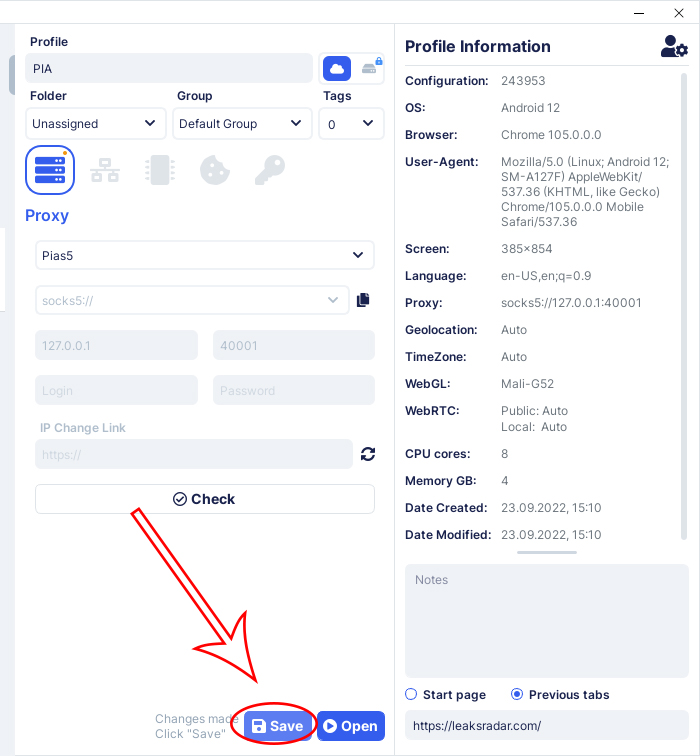 Profile
PIA
Folder Group Tags
Unassigned Default Group 0
Proxy
Pias5
socks5://
127.0.0.1 40001
Login Password
IP Change Link
https://
Check
Changes made
Click "Save"
Save Open
Profile Information
Configuration: 243953
OS: Android 12
Browser: Chrome 105.0.0.0
User-Agent: Mozilla/5.0 (Linux; Android 12;
SM-A127F) AppleWebKit/
537.36 (KHTML, like Gecko)
Chrome/105.0.0.0 Mobile
Safari/537.36
Screen: 385×854
Language: en-US,en;q=0.9
Proxy: socks5://127.0.0.1:40001
Geolocation: Auto
TimeZone: Auto
WebGL: Mali-G52
WebRTC: Public: Auto
Local: Auto
CPU cores: 8
Memory GB: 4
Date Created: 23.09.2022, 15:10
Date Modified: 23.09.2022, 15:10
Notes
Start page Previous tabs
https://leaksradar.com/